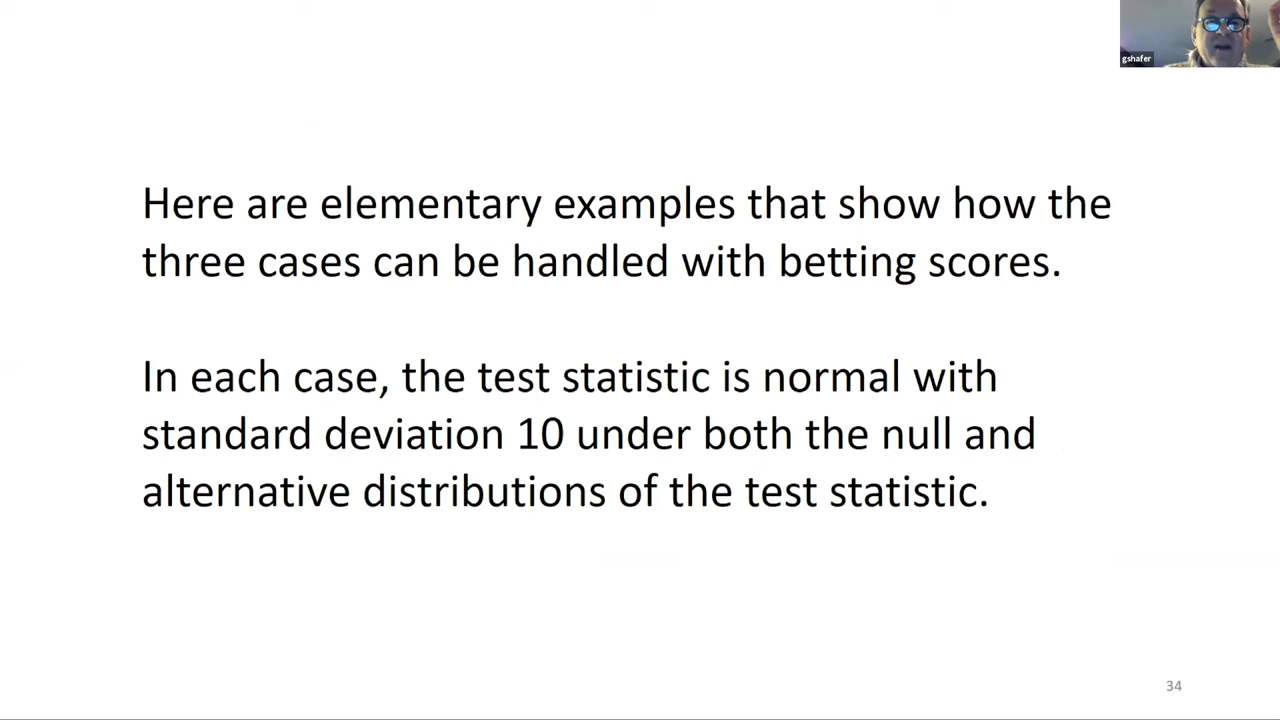 gshafer
Here are elementary examples that show how the
three cases can be handled with betting scores.
In each case, the test statistic is normal with
standard deviation 10 under both the null and
alternative distributions of the test statistic.
34